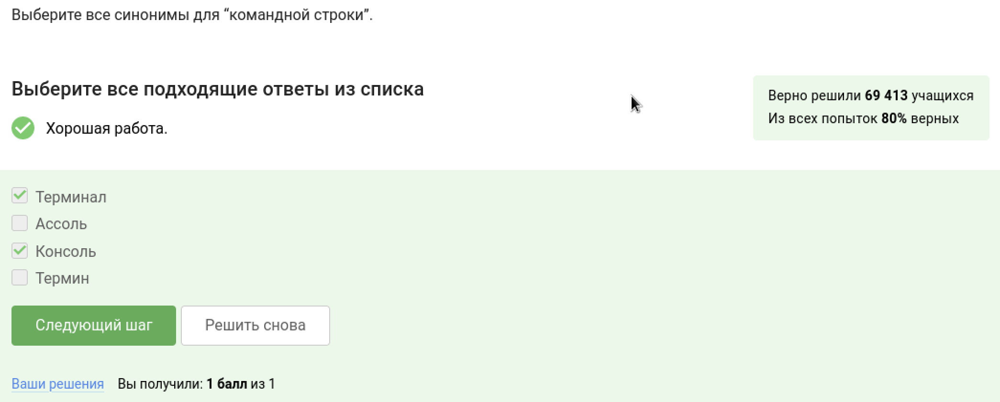 Выберите все синонимы для “командной строки”.
Выберите все подходящие ответы из списка
Верно решили 69 413 учащихся
Из всех попыток 80% верных
Хорошая работа.
Терминал
Ассоль
Консоль
Термин
Следующий шаг
Решить снова
Ваши решения Вы получили: 1 балл из 1